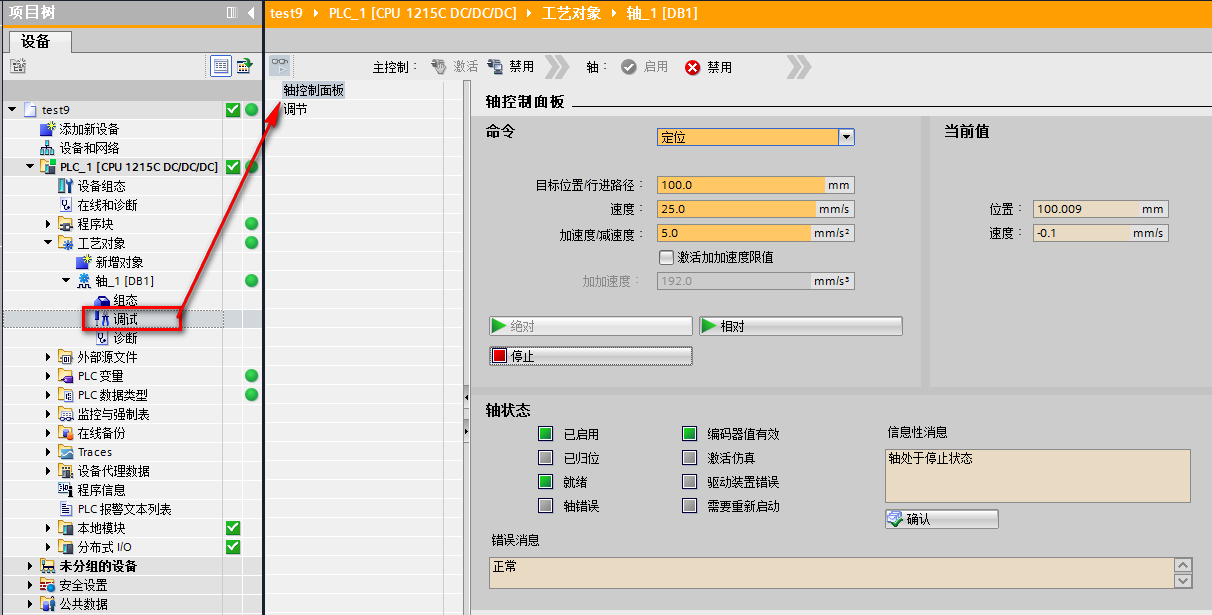 项目树
test9 PLC_1 [CPU 1215C DC/DC/DC] 工艺对象 轴_1 [DB1]
设备
主控制： 激活 禁用 轴： 启用 禁用
test9
添加新设备
设备和网络
PLC_1 [CPU 1215C DC/DC/DC]
设备组态
在线和诊断
程序块
工艺对象
新增对象
轴_1 [DB1]
组态
调试
诊断
外部源文件
PLC 变量
PLC 数据类型
监控与强制表
在线备份
Traces
设备代理数据
程序信息
PLC 报警文本列表
本地模块
分布式 I/O
未分组的设备
安全设置
公共数据
轴控制面板
调节
轴控制面板
命令
定位
目标位置/行进路径： 100.0 mm
速度： 25.0 mm/s
加速度/减速度： 5.0 mm/s²
激活加加速度限值
加加速度： 192.0 mm/s³
绝对 相对
停止
当前值
位置： 100.009 mm
速度： -0.1 mm/s
轴状态
已启用 编码器值有效
已归位 激活仿真
就绪 驱动装置错误
轴错误 需要重新启动
信息性消息
轴处于停止状态
确认
错误消息
正常